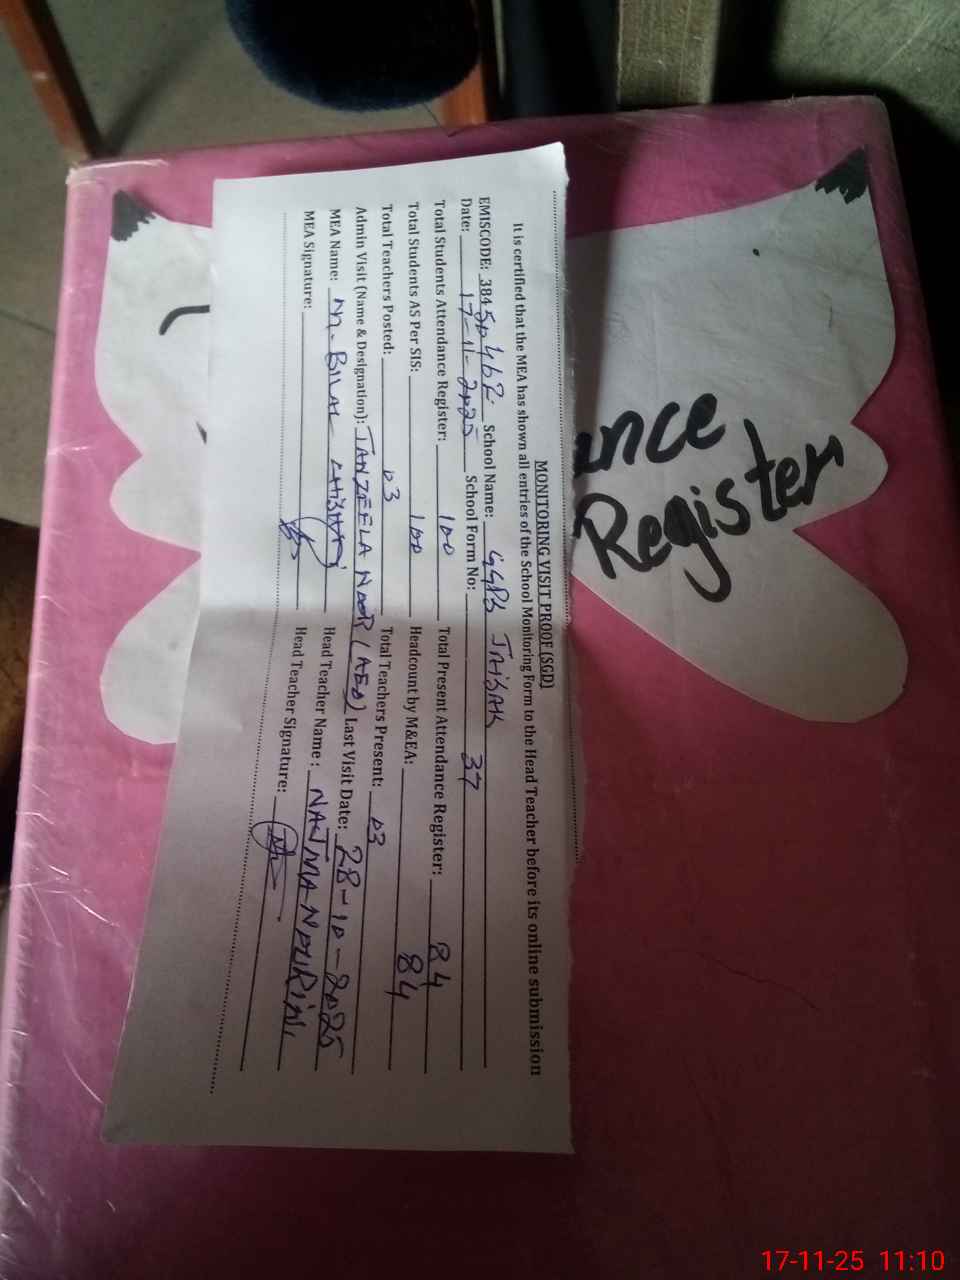 MONITORING VISIT PROOF (SGD)
It is certified that the MEA has shown all entries of the School Monitoring Form to the Head Teacher before its online submission
EMISCODE: 38450462 School Name: GGPS JAISAK
Date: 17-11-2025 School Form No: 37
Total Students Attendance Register: 100 Total Present Attendance Register: 84
Total Students AS Per SIS: 100 Headcount by M&EA: 84
Total Teachers Posted: 03 Total Teachers Present: 03
Admin Visit (Name & Designation): TANZEELA NOOR (AEO) Last Visit Date: 28-10-2025
MEA Name: M. BILAL Head Teacher Name : NAJMA
MEA Signature: Head Teacher Signature:
ance
Register
17-11-25 11:10